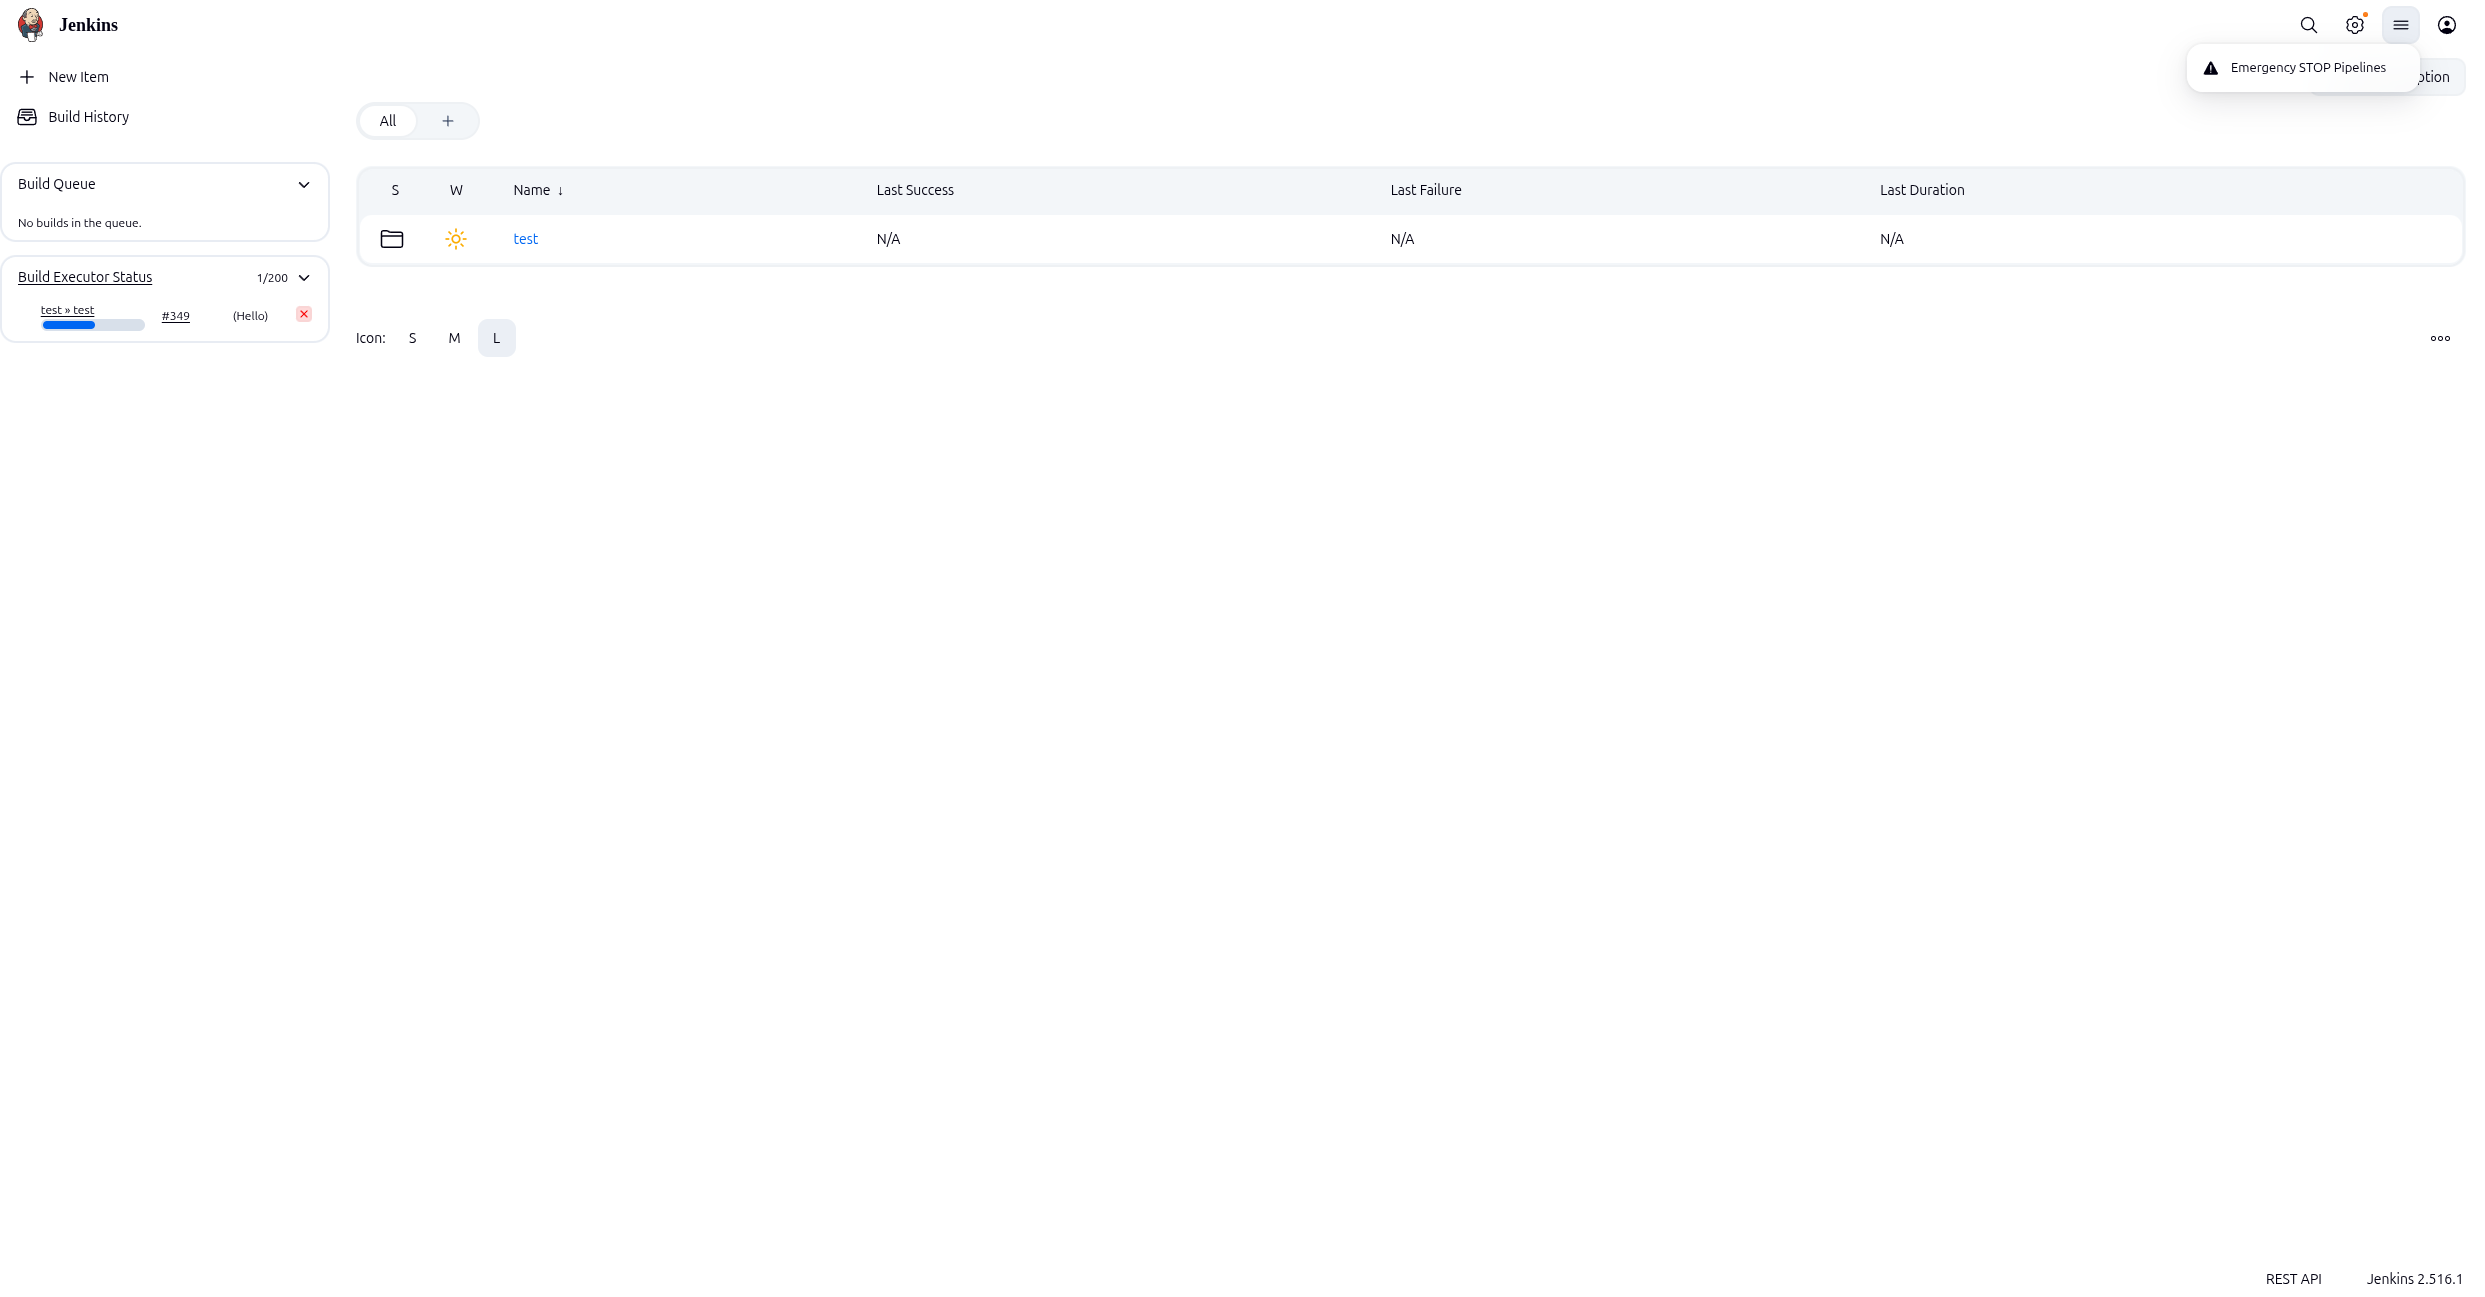 Jenkins
Emergency STOP Pipelines
New Item
Build History
All
Build Queue
No builds in the queue.
Build Executor Status 1/200
test » test #349 (Hello)
S W Name ↓ Last Success Last Failure Last Duration
test N/A N/A N/A
Icon: S M L
REST API Jenkins 2.516.1